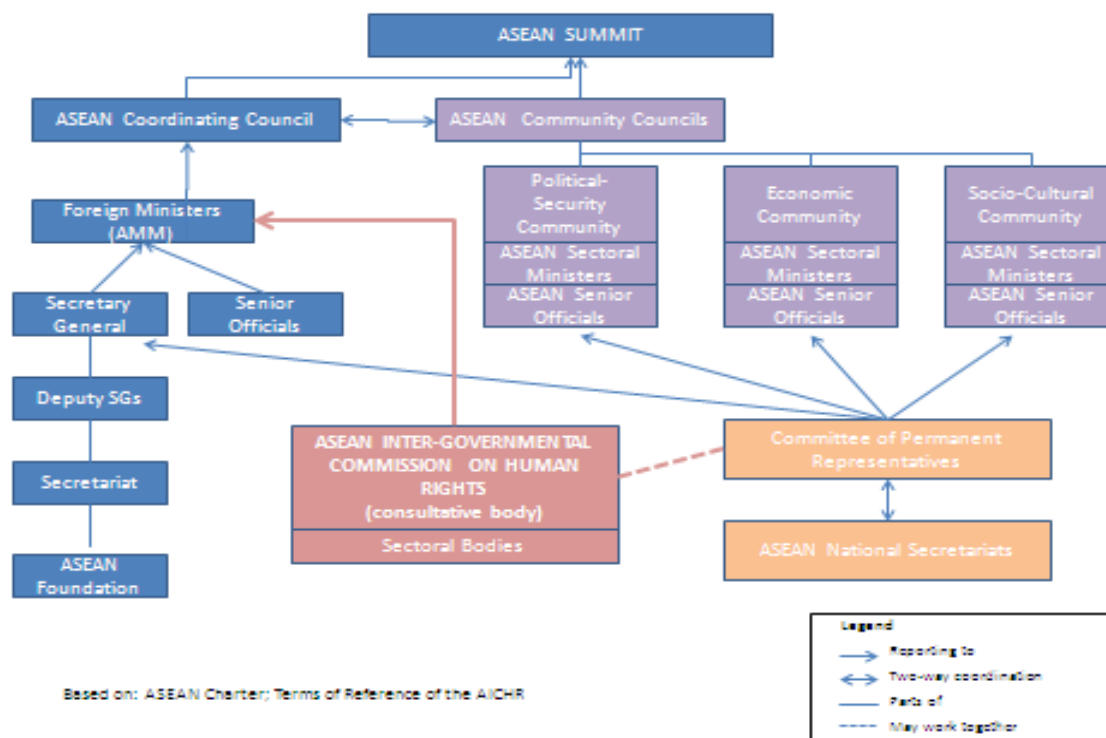 ASEAN SUMMIT
ASEAN Coordinating Council
ASEAN Community Councils
Political-
Security
Community
ASEAN Sectoral
Ministers
ASEAN Senior
Officials
Economic
Community
ASEAN Sectoral
Ministers
ASEAN Senior
Officials
Socio-Cultural
Community
ASEAN Sectoral
Ministers
ASEAN Senior
Officials
Foreign Ministers
(AMM)
Secretary
General
Senior
Officials
Deputy SGs
Secretariat
ASEAN
Foundation
ASEAN INTER-GOVERNMENTAL
COMMISSION ON HUMAN
RIGHTS
(consultative body)
Sectoral Bodies
Committee of Permanent
Representatives
ASEAN National Secretariats
Legend
Reporting to
Two-way coordination
Parts of
May work together
Based on: ASEAN Charter; Terms of Reference of the AICHR